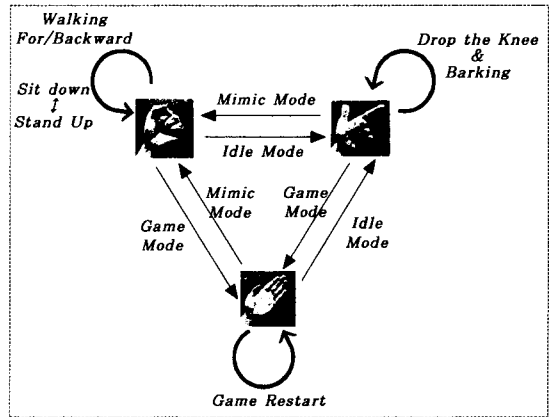 Walking
For/Backward
Drop the Knee
&
Barking
Sit down
↕
Stand Up
Mimic Mode
Idle Mode
Mimic
Mode
Game
Mode
Game
Mode
Idle
Mode
Game Restart